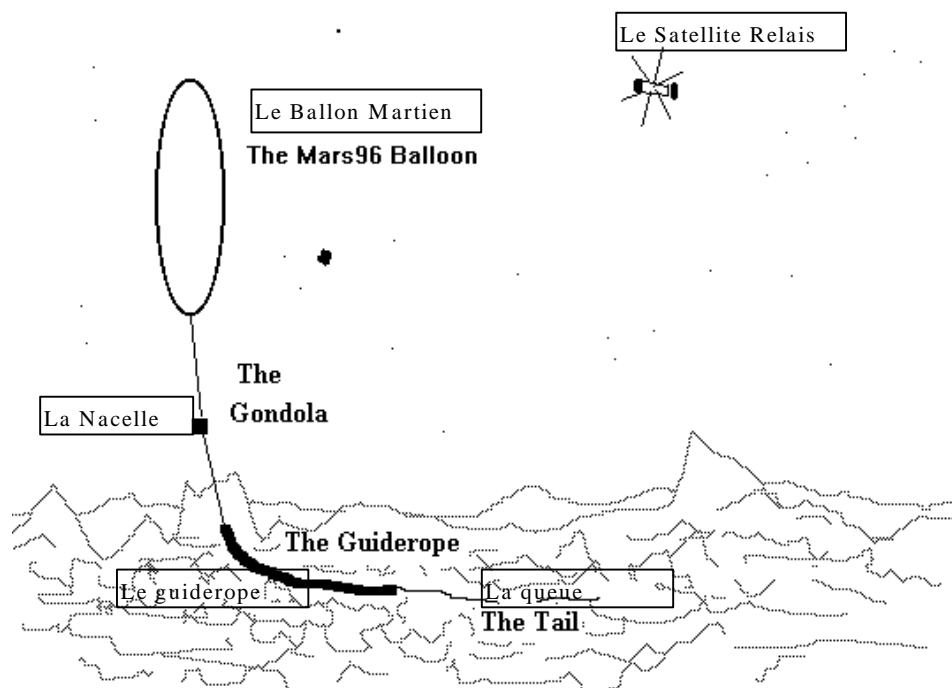 Le Satellite Relais
Le Ballon Martien
The Mars96 Balloon
The
Gondola
La Nacelle
The Guiderope
Le guiderope
La queue
The Tail